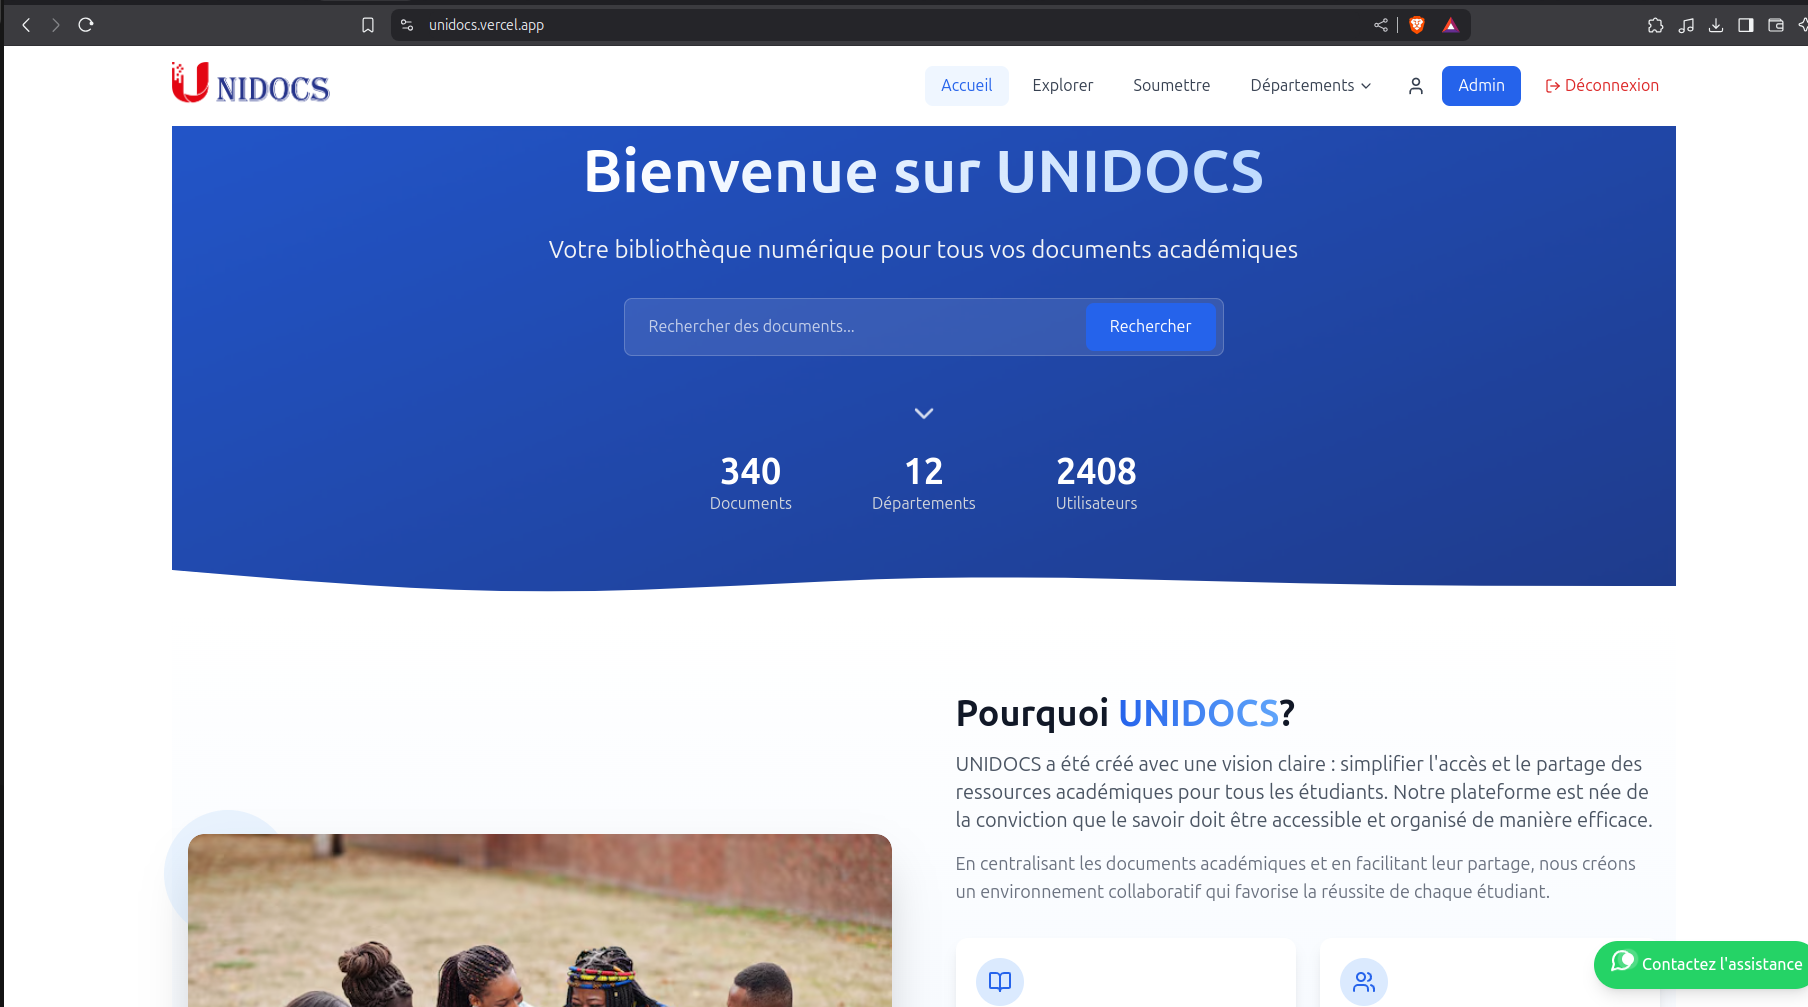 unidocs.vercel.app
UNIDOCS
Accueil
Explorer
Soumettre
Départements
Admin
Déconnexion
Bienvenue sur UNIDOCS
Votre bibliothèque numérique pour tous vos documents académiques
Rechercher des documents...
Rechercher
340
Documents
12
Départements
2408
Utilisateurs
Pourquoi UNIDOCS?
UNIDOCS a été créé avec une vision claire : simplifier l'accès et le partage des
ressources académiques pour tous les étudiants. Notre plateforme est née de
la conviction que le savoir doit être accessible et organisé de manière efficace.
En centralisant les documents académiques et en facilitant leur partage, nous créons
un environnement collaboratif qui favorise la réussite de chaque étudiant.
Contactez l'assistance